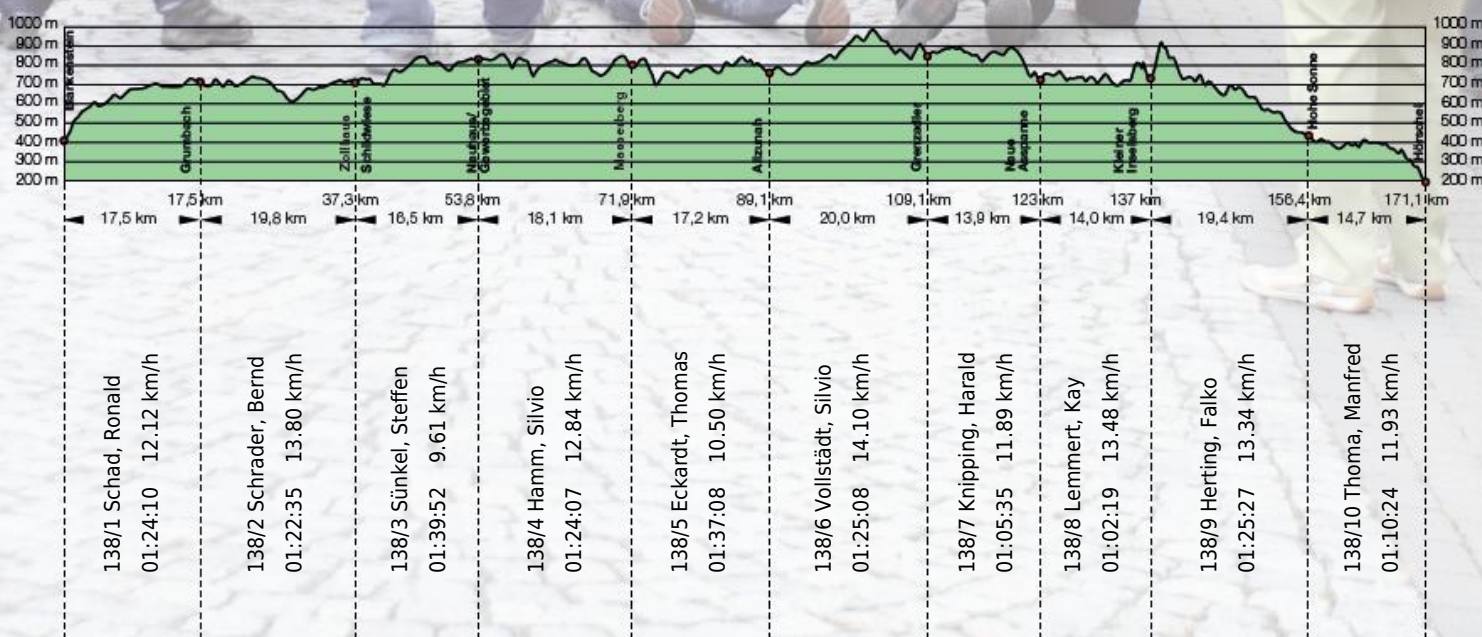 1000 m
900 m
800 m
700 m
600 m
500 m
400 m
300 m
200 m
1000 m
900 m
800 m
700 m
600 m
500 m
400 m
300 m
200 m
Blankenstein
Grumbach
Zollhaus
Schildwiese
Neuhaus/
Masserberg
Allzunah
Grenzadler
Neue
Ausspanne
Kleiner
Inselsberg
Hohe Sonne
Hörschel
17,5 km
37,3 km
53,8 km
71,9 km
89,1 km
109,1 km
123 km
137 km
156,4 km
171,1 km
17,5 km
19,8 km
16,5 km
18,1 km
17,2 km
20,0 km
13,9 km
14,0 km
19,4 km
14,7 km
138/1 Schad, Ronald
01:24:10 12.12 km/h
138/2 Schrader, Bernd
01:22:35 13.80 km/h
138/3 Sünkel, Steffen
01:39:52 9.61 km/h
138/4 Hamm, Silvio
01:24:07 12.84 km/h
138/5 Eckardt, Thomas
01:37:08 10.50 km/h
138/6 Vollstädt, Silvio
01:25:08 14.10 km/h
138/7 Knipping, Harald
01:05:35 11.89 km/h
138/8 Lemmert, Kay
01:02:19 13.48 km/h
138/9 Herting, Falko
01:25:27 13.34 km/h
138/10 Thoma, Manfred
01:10:24 11.93 km/h